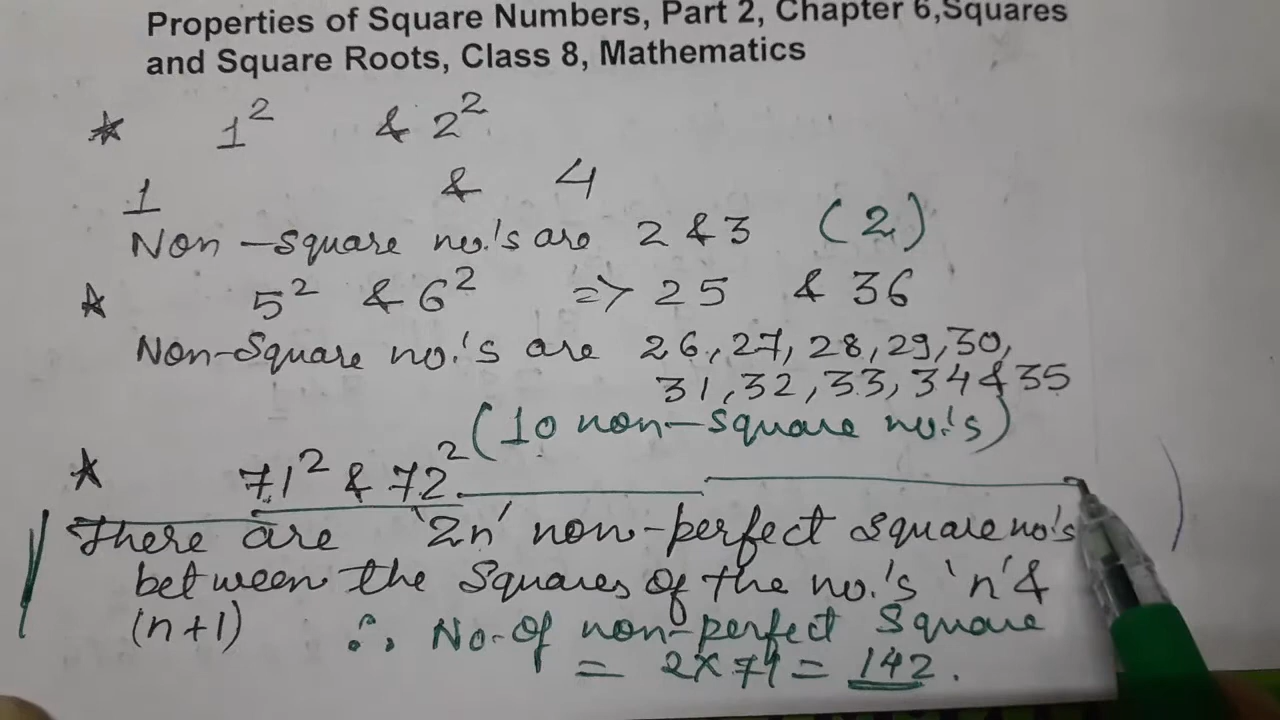 Properties of Square Numbers, Part 2, Chapter 6,Squares
and Square Roots, Class 8, Mathematics
☆ 1² & 2²
1 & 4
Non-square no.'s are 2 & 3 (2)
☆ 5² & 6² => 25 & 36
Non-Square no.'s are 26,27,28,29,30,
31,32,33,34 & 35
(10 non-square no.'s)
☆ 71² & 72²
There are '2n' non-perfect square no's
between the squares of the no.'s 'n' &
(n+1) ∴ No. of non-perfect square
= 2×71 = 142.